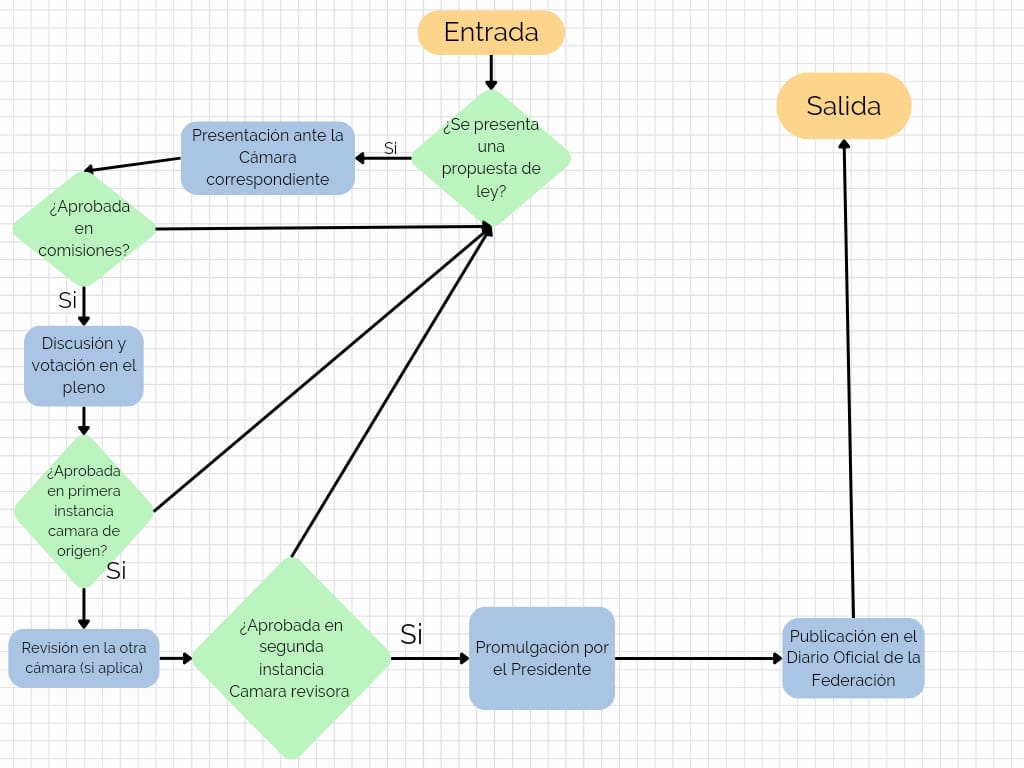 Entrada
¿Se presenta
una
propuesta de
ley?
Si
Presentación ante la
Cámara
correspondiente
¿Aprobada
en
comisiones?
Si
Discusión y
votación en el
pleno
¿Aprobada
en primera
instancia
camara de
origen?
Si
Revisión en la otra
cámara (si aplica)
¿Aprobada en
segunda
instancia
Camara revisora
Si
Promulgación por
el Presidente
Publicación en el
Diario Oficial de la
Federación
Salida